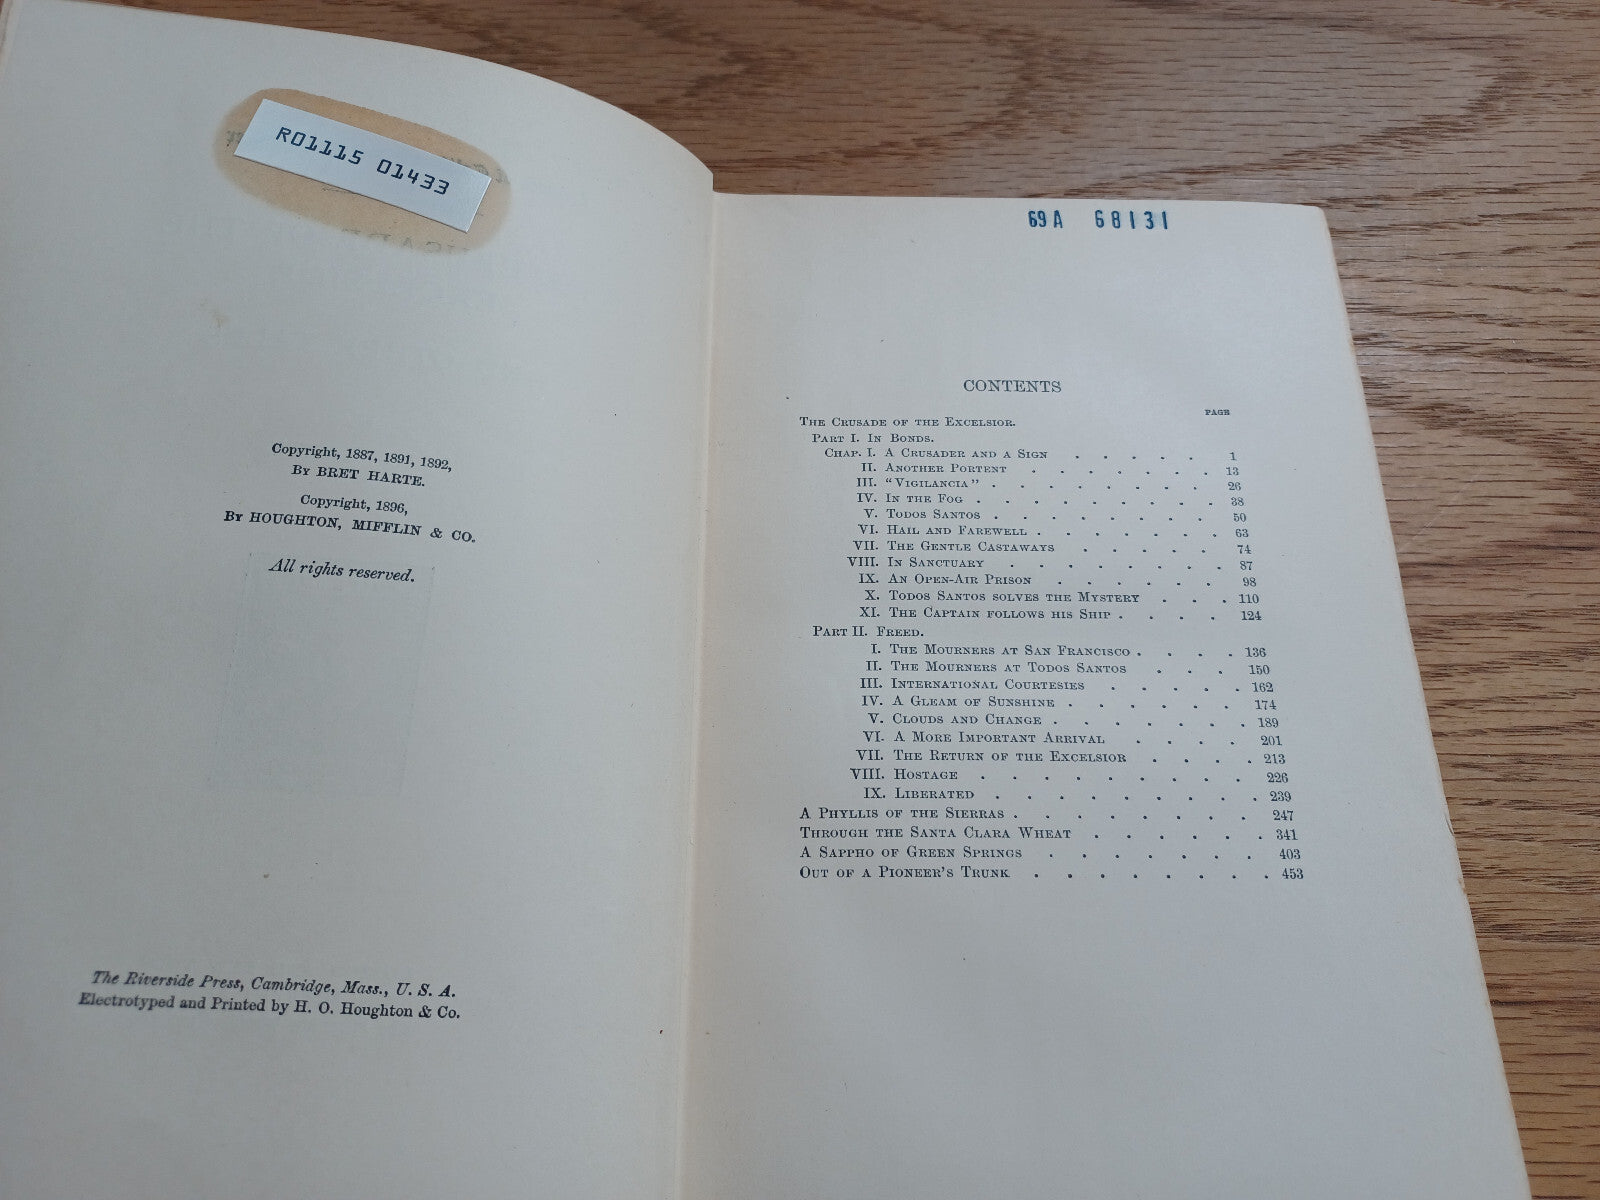 R01115 01433
Copyright, 1887, 1891, 1892,
By BRET HARTE.
Copyright, 1896,
By HOUGHTON, MIFFLIN & CO.
All rights reserved.
The Riverside Press, Cambridge, Mass., U. S. A.
Electrotyped and Printed by H. O. Houghton & Co.
69A 68131
CONTENTS
PAGE
The Crusade of the Excelsior.
Part I. In Bonds.
Chap. I. A Crusader and a Sign . . . . . 1
II. Another Portent . . . . . . . 13
III. "Vigilancia" . . . . . . . . 26
IV. In the Fog . . . . . . . . . 38
V. Todos Santos . . . . . . . . 50
VI. Hail and Farewell . . . . . . . 63
VII. The Gentle Castaways . . . . . 74
VIII. In Sanctuary . . . . . . . . 87
IX. An Open-Air Prison . . . . . . 98
X. Todos Santos solves the Mystery . . . 110
XI. The Captain follows his Ship . . . . 124
Part II. Freed.
I. The Mourners at San Francisco . . . . 136
II. The Mourners at Todos Santos . . . 150
III. International Courtesies . . . . . 162
IV. A Gleam of Sunshine . . . . . . 174
V. Clouds and Change . . . . . . . 189
VI. A More Important Arrival . . . . 201
VII. The Return of the Excelsior . . . . 213
VIII. Hostage . . . . . . . . . 226
IX. Liberated . . . . . . . . . 239
A Phyllis of the Sierras . . . . . . . . 247
Through the Santa Clara Wheat . . . . . . 341
A Sappho of Green Springs . . . . . . . 403
Out of a Pioneer's Trunk . . . . . . . . 453